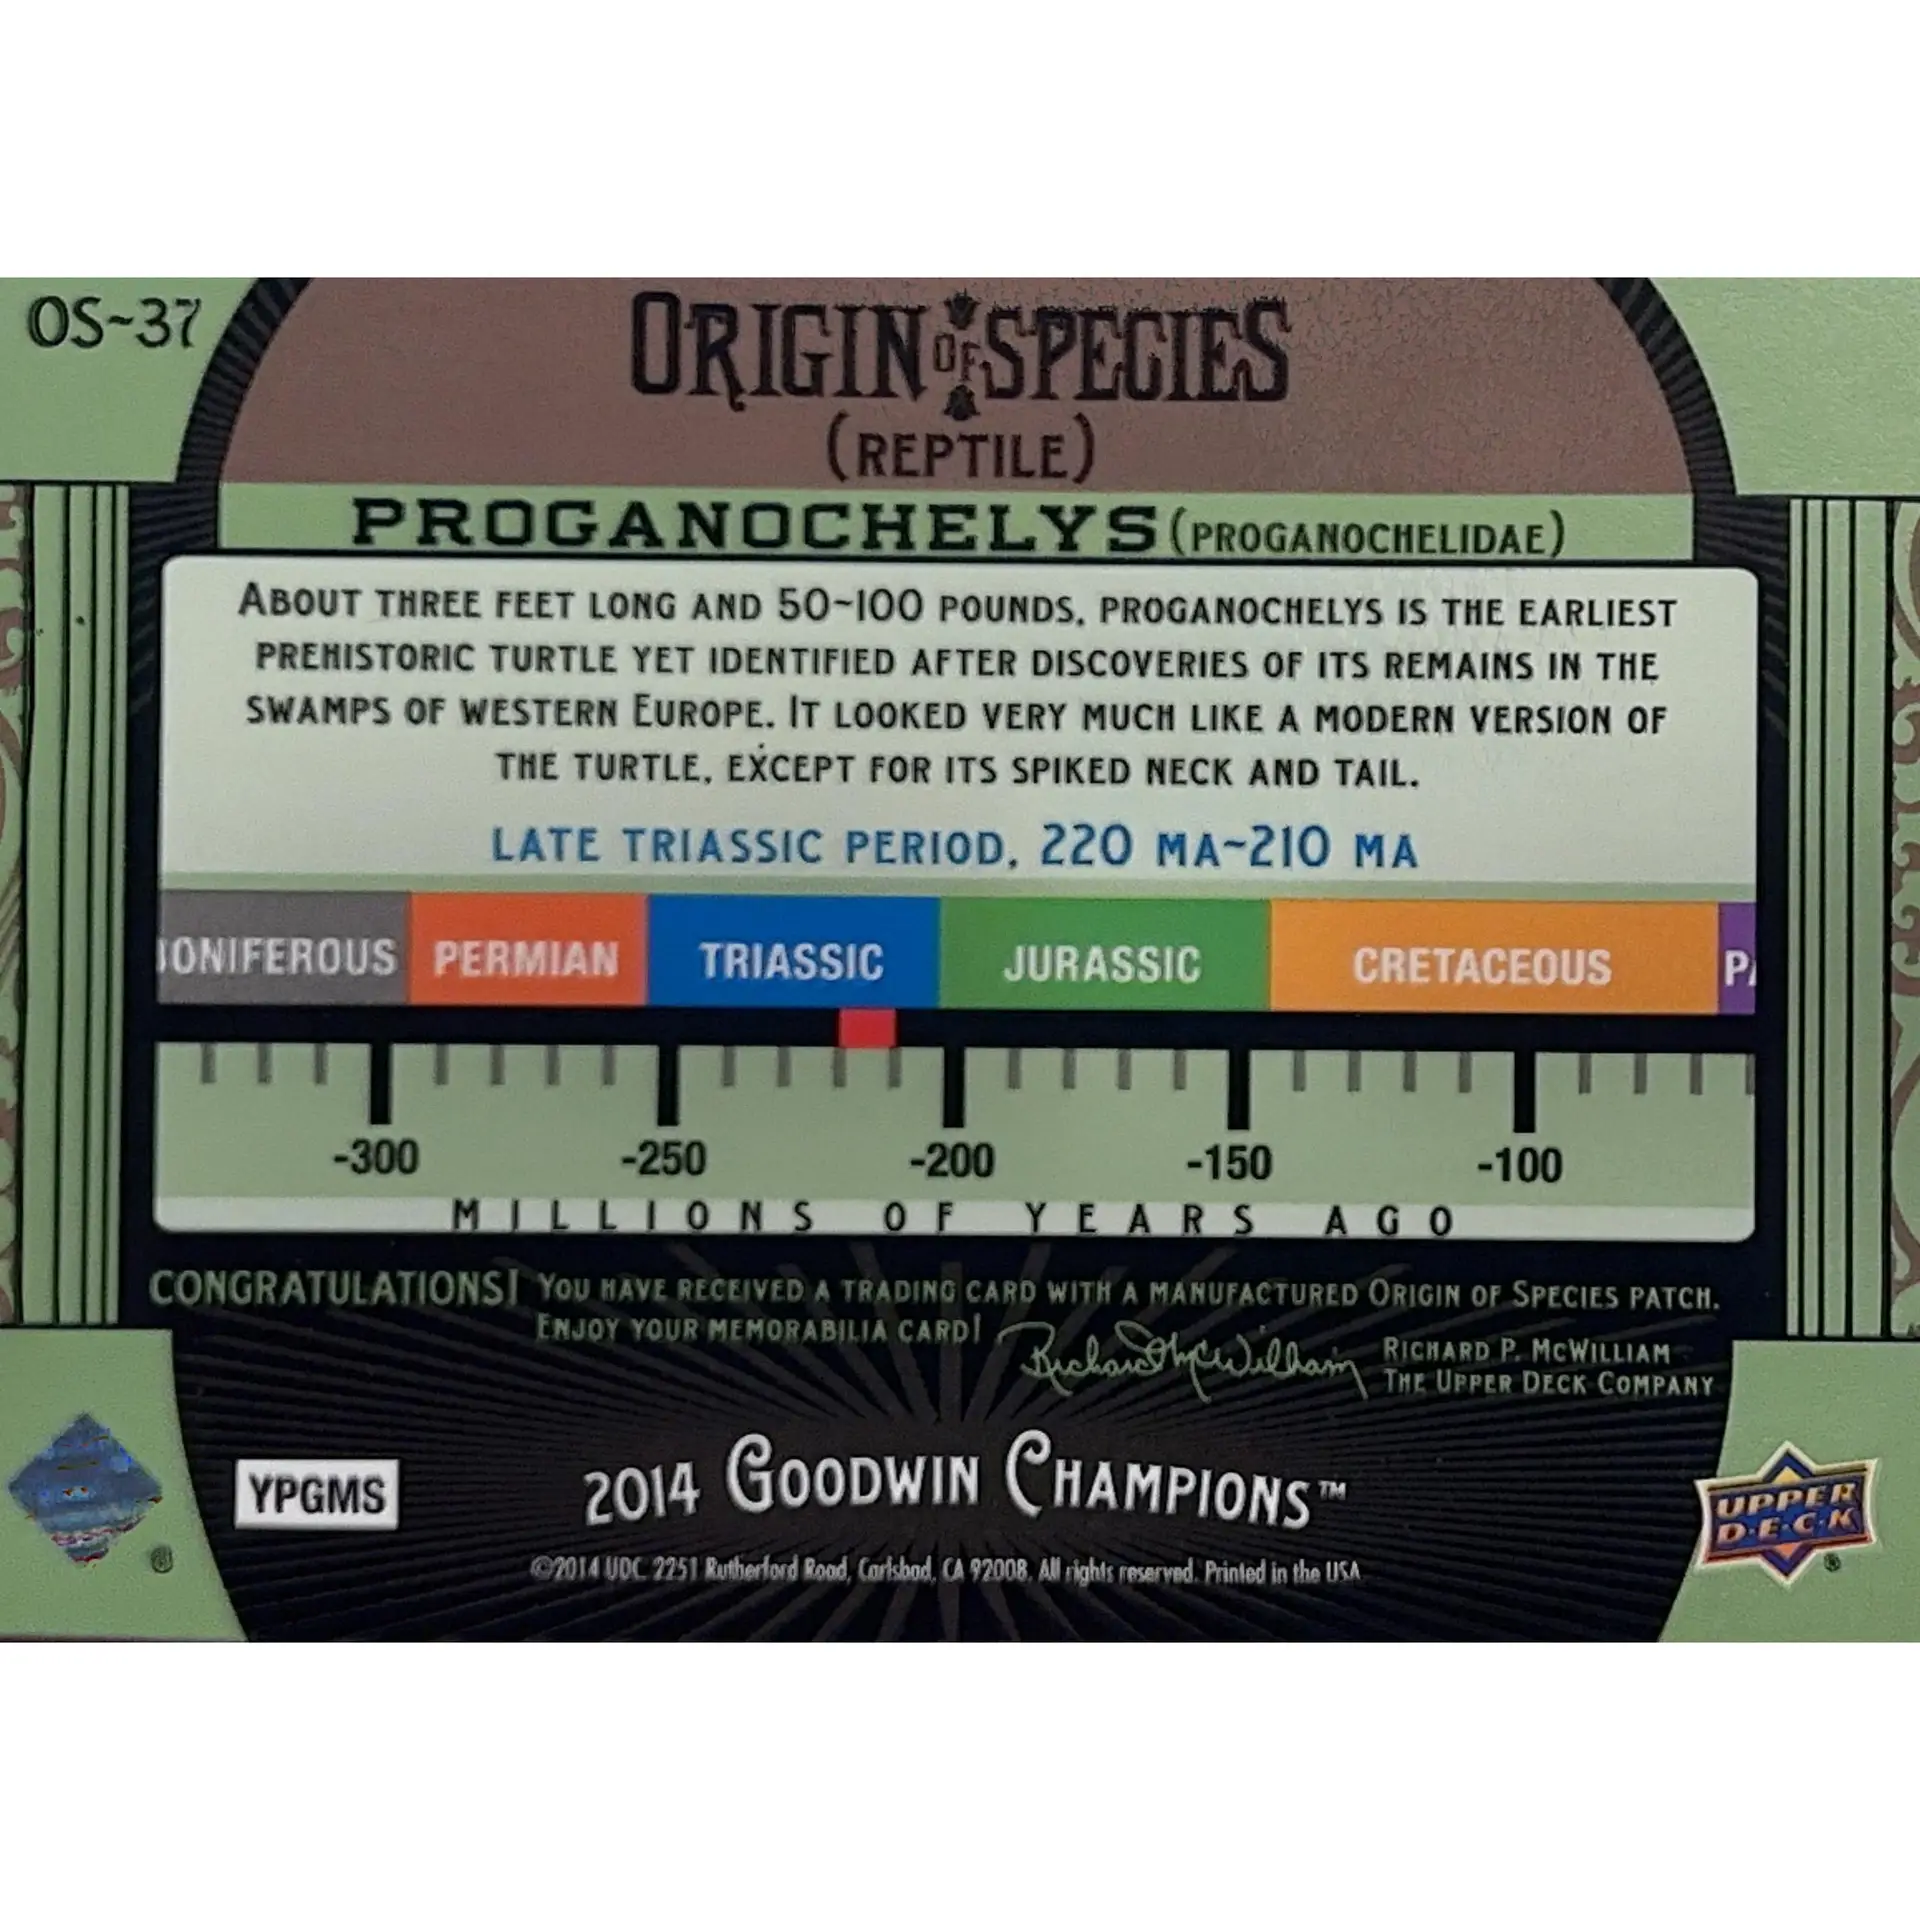 OS~37
ORIGIN OF SPECIES
(REPTILE)
PROGANOCHELYS (PROGANOCHELIDAE)
ABOUT THREE FEET LONG AND 50~100 POUNDS, PROGANOCHELYS IS THE EARLIEST
PREHISTORIC TURTLE YET IDENTIFIED AFTER DISCOVERIES OF ITS REMAINS IN THE
SWAMPS OF WESTERN EUROPE. IT LOOKED VERY MUCH LIKE A MODERN VERSION OF
THE TURTLE, EXCEPT FOR ITS SPIKED NECK AND TAIL.
LATE TRIASSIC PERIOD, 220 MA~210 MA
ONIFEROUS PERMIAN TRIASSIC JURASSIC CRETACEOUS PA
-300 -250 -200 -150 -100
MILLIONS OF YEARS AGO
CONGRATULATIONS! YOU HAVE RECEIVED A TRADING CARD WITH A MANUFACTURED ORIGIN OF SPECIES PATCH.
ENJOY YOUR MEMORABILIA CARD!
Richard McWilliam
RICHARD P. MCWILLIAM
THE UPPER DECK COMPANY
YPGMS
2014 GOODWIN CHAMPIONS™
UPPER
D·E·C·K
®
®
©2014 UDC 2251 Rutherford Road, Carlsbad, CA 92008. All rights reserved. Printed in the USA